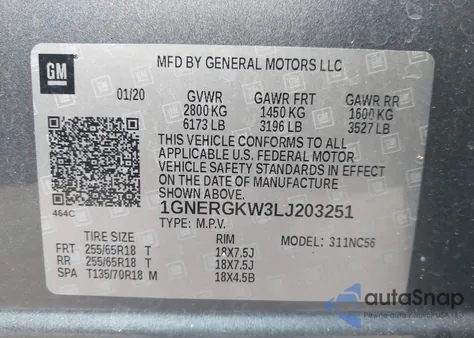 GM
MFD BY GENERAL MOTORS LLC
01/20 GVWR GAWR FRT GAWR RR
2800 KG 1450 KG 1600 KG
6173 LB 3196 LB 3527 LB
THIS VEHICLE CONFORMS TO ALL
APPLICABLE U.S. FEDERAL MOTOR
VEHICLE SAFETY STANDARDS IN EFFECT
ON THE DATE OF MANUFACTURE
SHOWN ABOVE.
464C
1GNERGKW3LJ203251
TYPE: M.P.V.
TIRE SIZE RIM MODEL: 311NC56
FRT 255/65R18 T 18X7.5J
RR 255/65R18 T 18X7.5J
SPA T135/70R18 M 18X4.5B
autoSnap